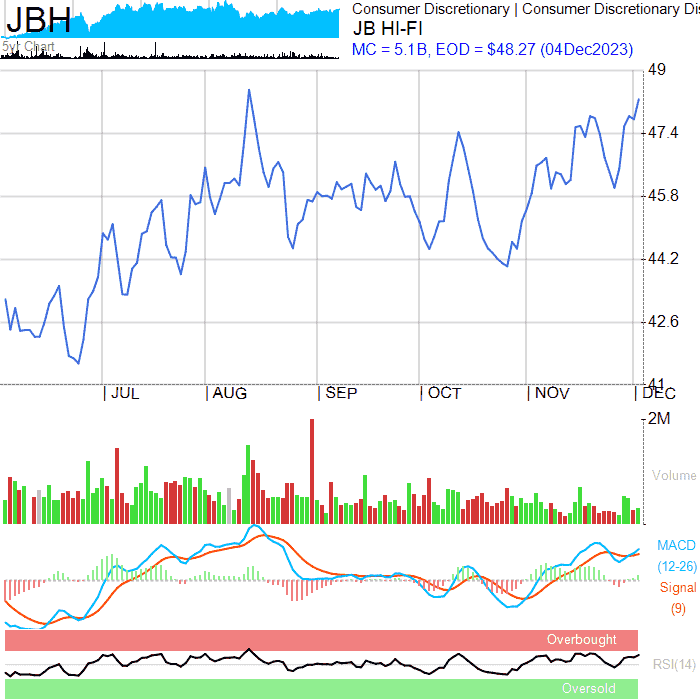 JBH
5yr Chart
Consumer Discretionary | Consumer Discretionary Dis
JB HI-FI
MC = 5.1B, EOD = $48.27 (04Dec2023)
49
47.4
45.8
44.2
42.6
41
JUL AUG SEP OCT NOV DEC
2M
Volume
MACD
(12-26)
Signal
(9)
Overbought
RSI(14)
Oversold